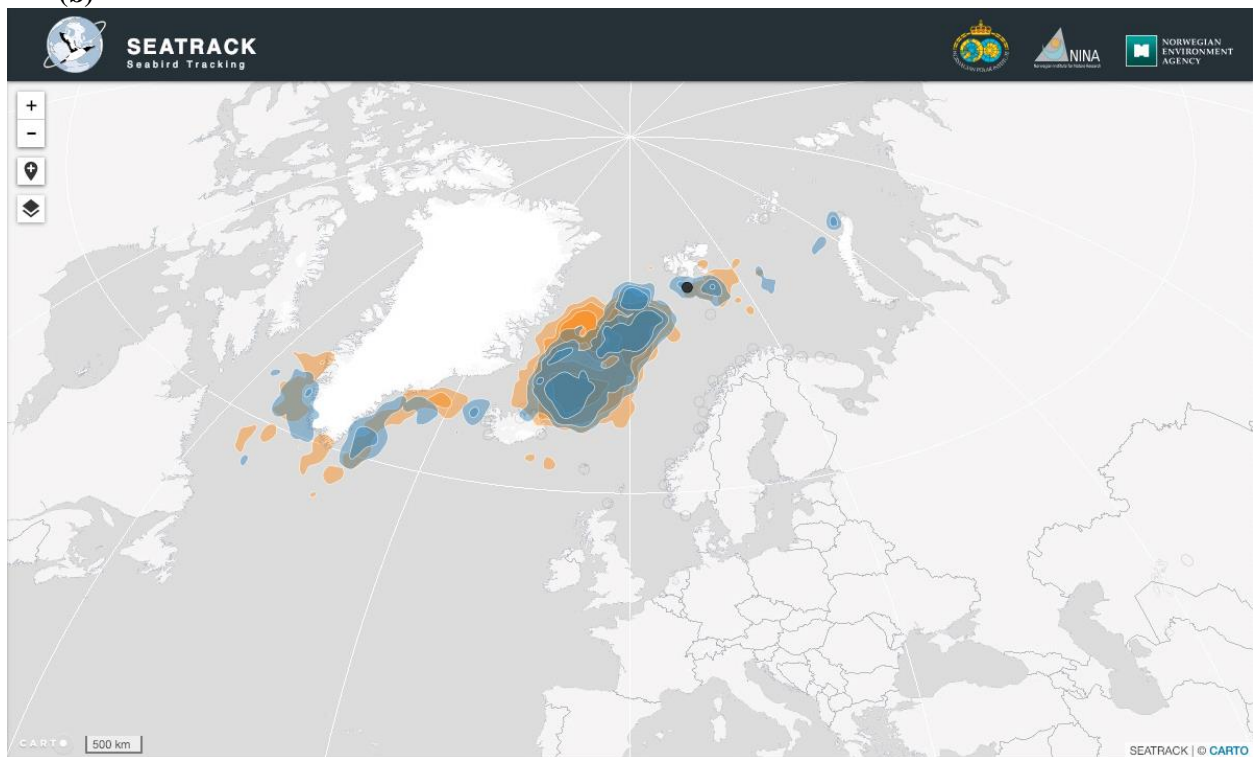 (b)
SEATRACK
Seabird Tracking
NINA
NORWEGIAN
ENVIRONMENT
AGENCY
+
−
CARTO
500 km
SEATRACK | © CARTO